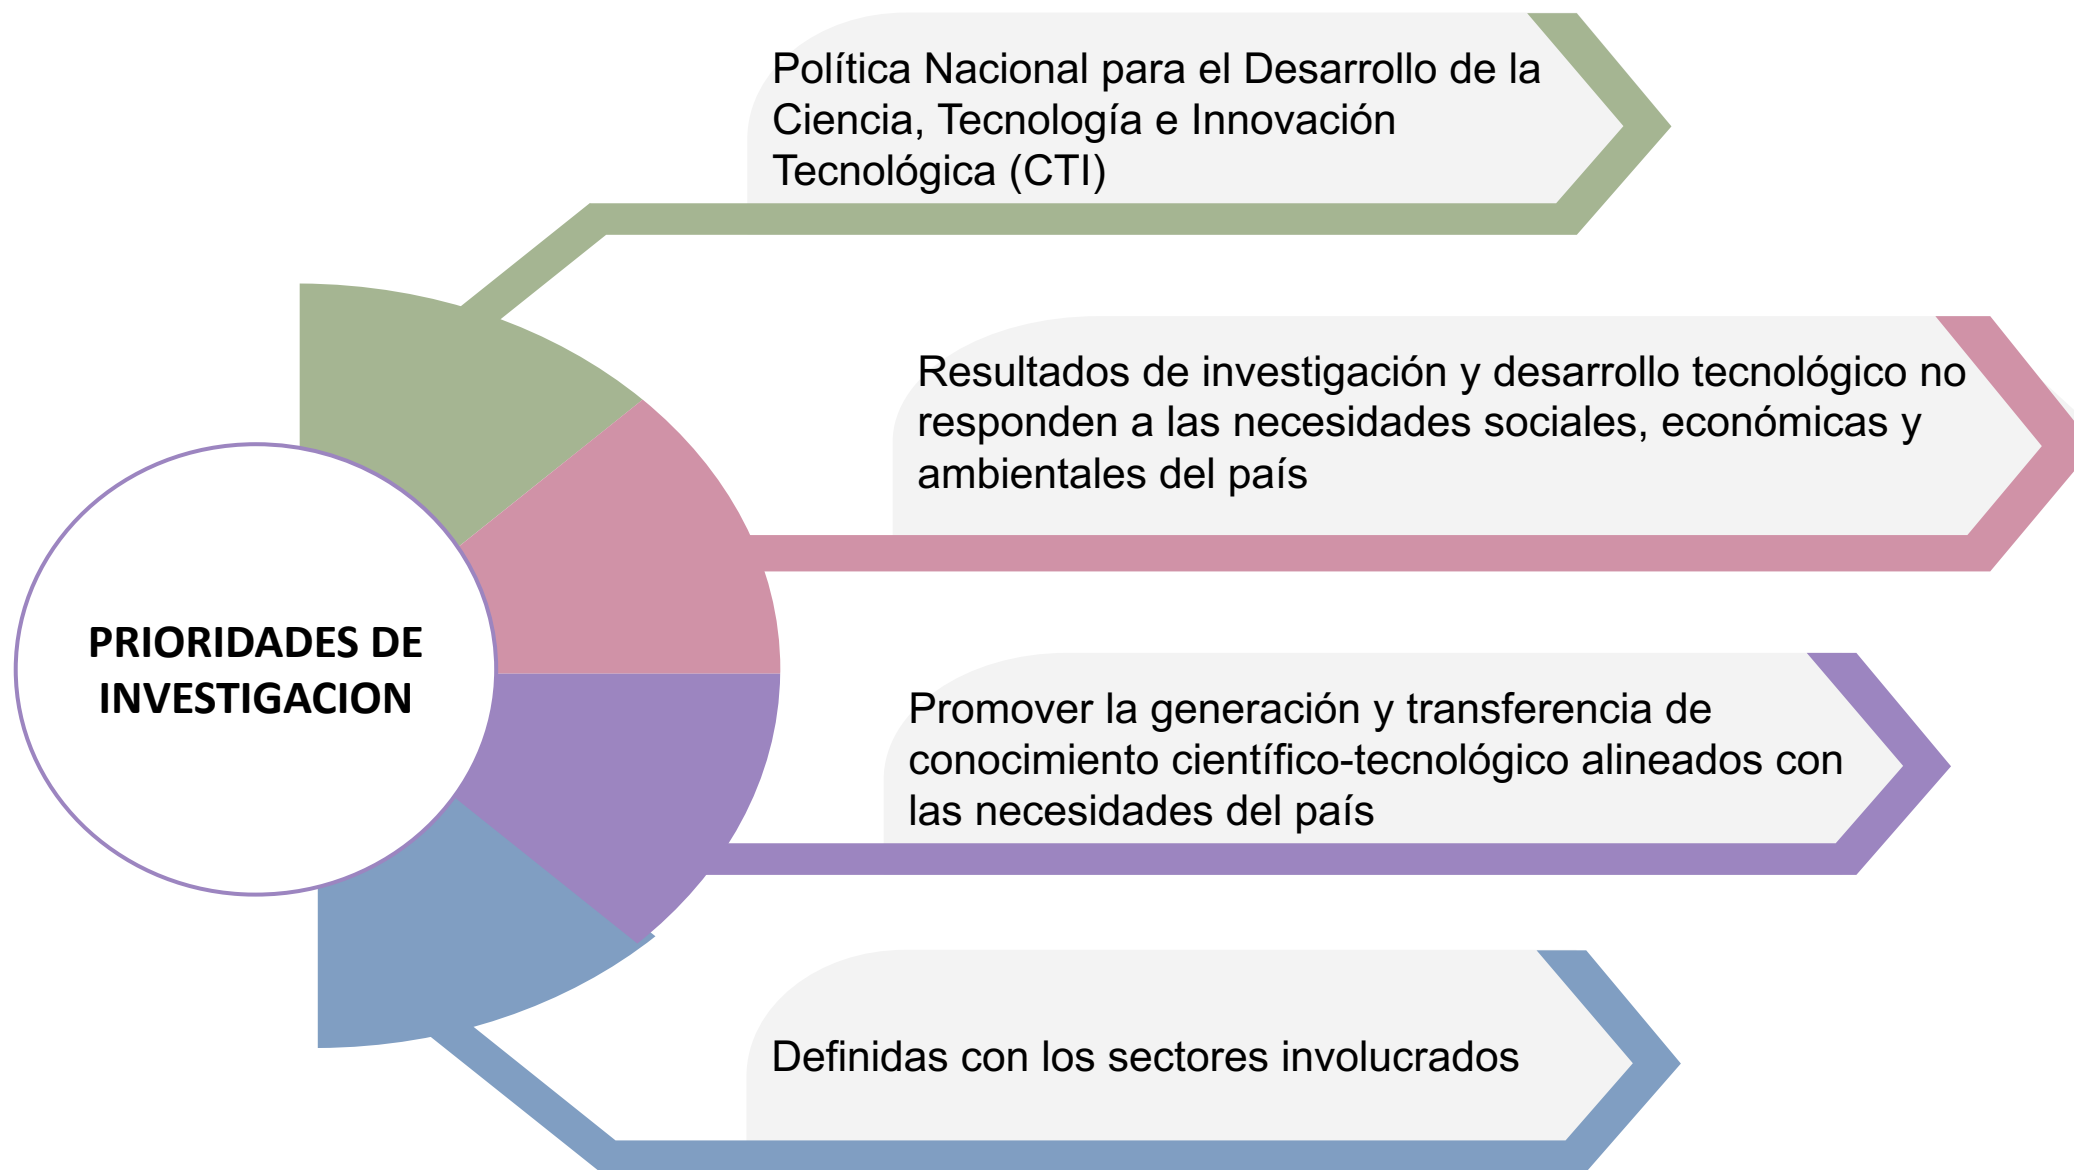 Política Nacional para el Desarrollo de la
Ciencia, Tecnología e Innovación
Tecnológica (CTI)
Resultados de investigación y desarrollo tecnológico no
responden a las necesidades sociales, económicas y
ambientales del país
PRIORIDADES DE
INVESTIGACION
Promover la generación y transferencia de
conocimiento científico-tecnológico alineados con
las necesidades del país
Definidas con los sectores involucrados